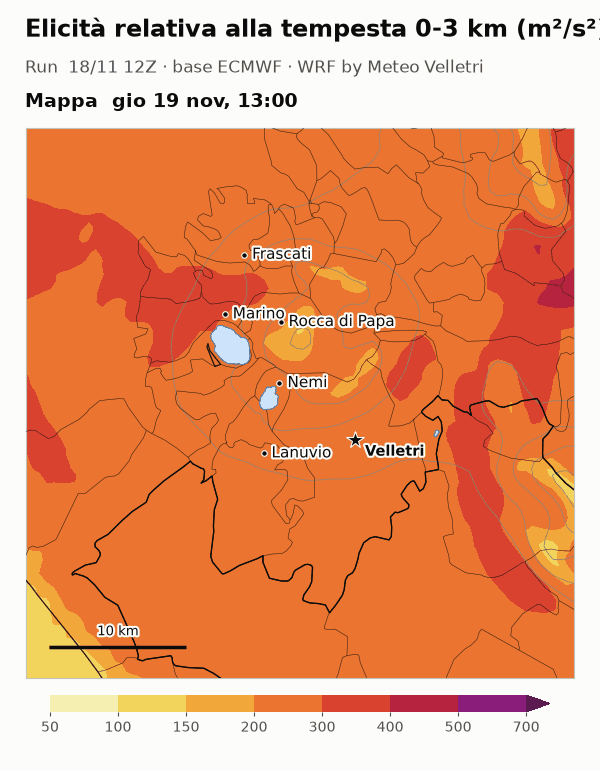 Elicità relativa alla tempesta 0-3 km (m²/s²)
Run  18/11 12Z · base ECMWF · WRF by Meteo Velletri
Mappa  gio 19 nov, 13:00
Frascati
Marino
Rocca di Papa
Nemi
Velletri
Lanuvio
10 km
50 100 150 200 300 400 500 700